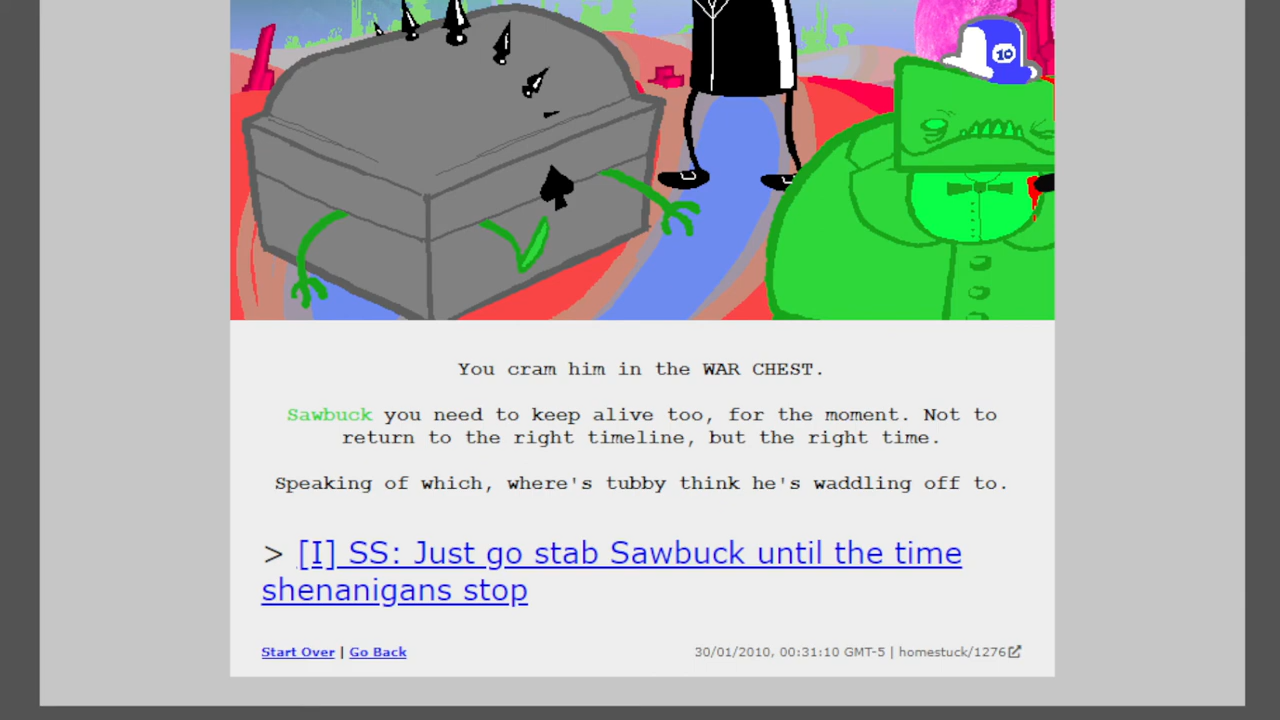 10
You cram him in the WAR CHEST.
Sawbuck you need to keep alive too, for the moment. Not to
return to the right timeline, but the right time.
Speaking of which, where's tubby think he's waddling off to.
> [I] SS: Just go stab Sawbuck until the time
shenanigans stop
Start Over | Go Back
30/01/2010, 00:31:10 GMT-5 | homestuck/1276